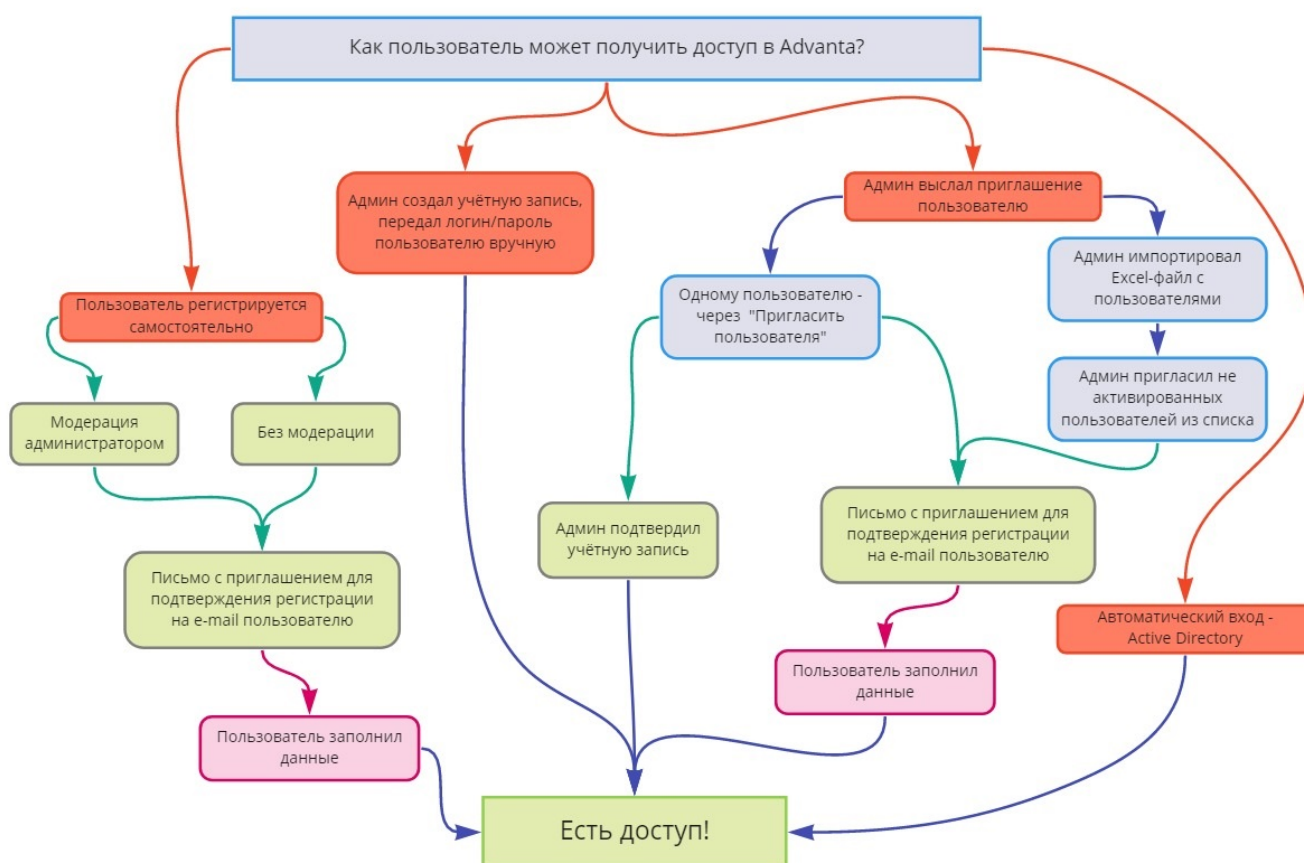 Как пользователь может получить доступ в Advanta?
Админ создал учётную запись,
передал логин/пароль
пользователю вручную
Админ выслал приглашение
пользователю
Админ импортировал
Excel-файл с
пользователями
Одному пользователю -
через "Пригласить
пользователя"
Пользователь регистрируется
самостоятельно
Админ пригласил не
активированных
пользователей из списка
Модерация
администратором
Без модерации
Письмо с приглашением для
подтверждения регистрации
на e-mail пользователю
Админ подтвердил
учётную запись
Письмо с приглашением для
подтверждения регистрации
на e-mail пользователю
Автоматический вход -
Active Directory
Пользователь заполнил
данные
Пользователь заполнил
данные
Есть доступ!